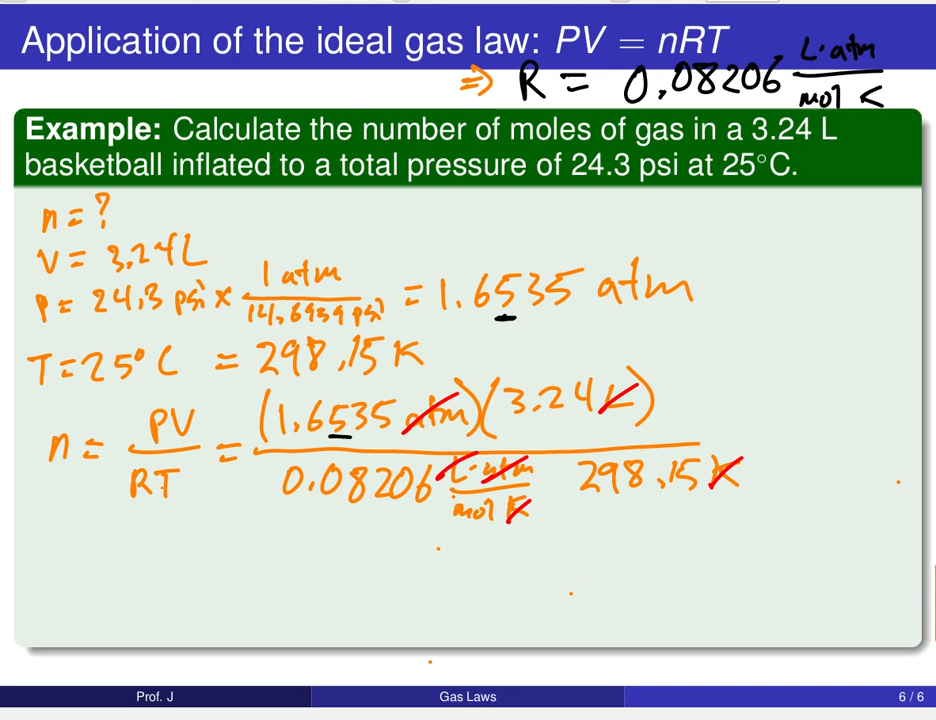 Application of the ideal gas law: PV = nRT
⇒ R = 0.08206 L·atm / mol K
Example: Calculate the number of moles of gas in a 3.24 L
basketball inflated to a total pressure of 24.3 psi at 25°C.
n = ?
V = 3.24 L
P = 24.3 psi × 1 atm / 14.6959 psi = 1.6535 atm
T = 25°C = 298.15 K
n = PV / RT = (1.6535 atm)(3.24 L) / 0.08206 L·atm / mol K 298.15 K
Prof. J Gas Laws 6 / 6